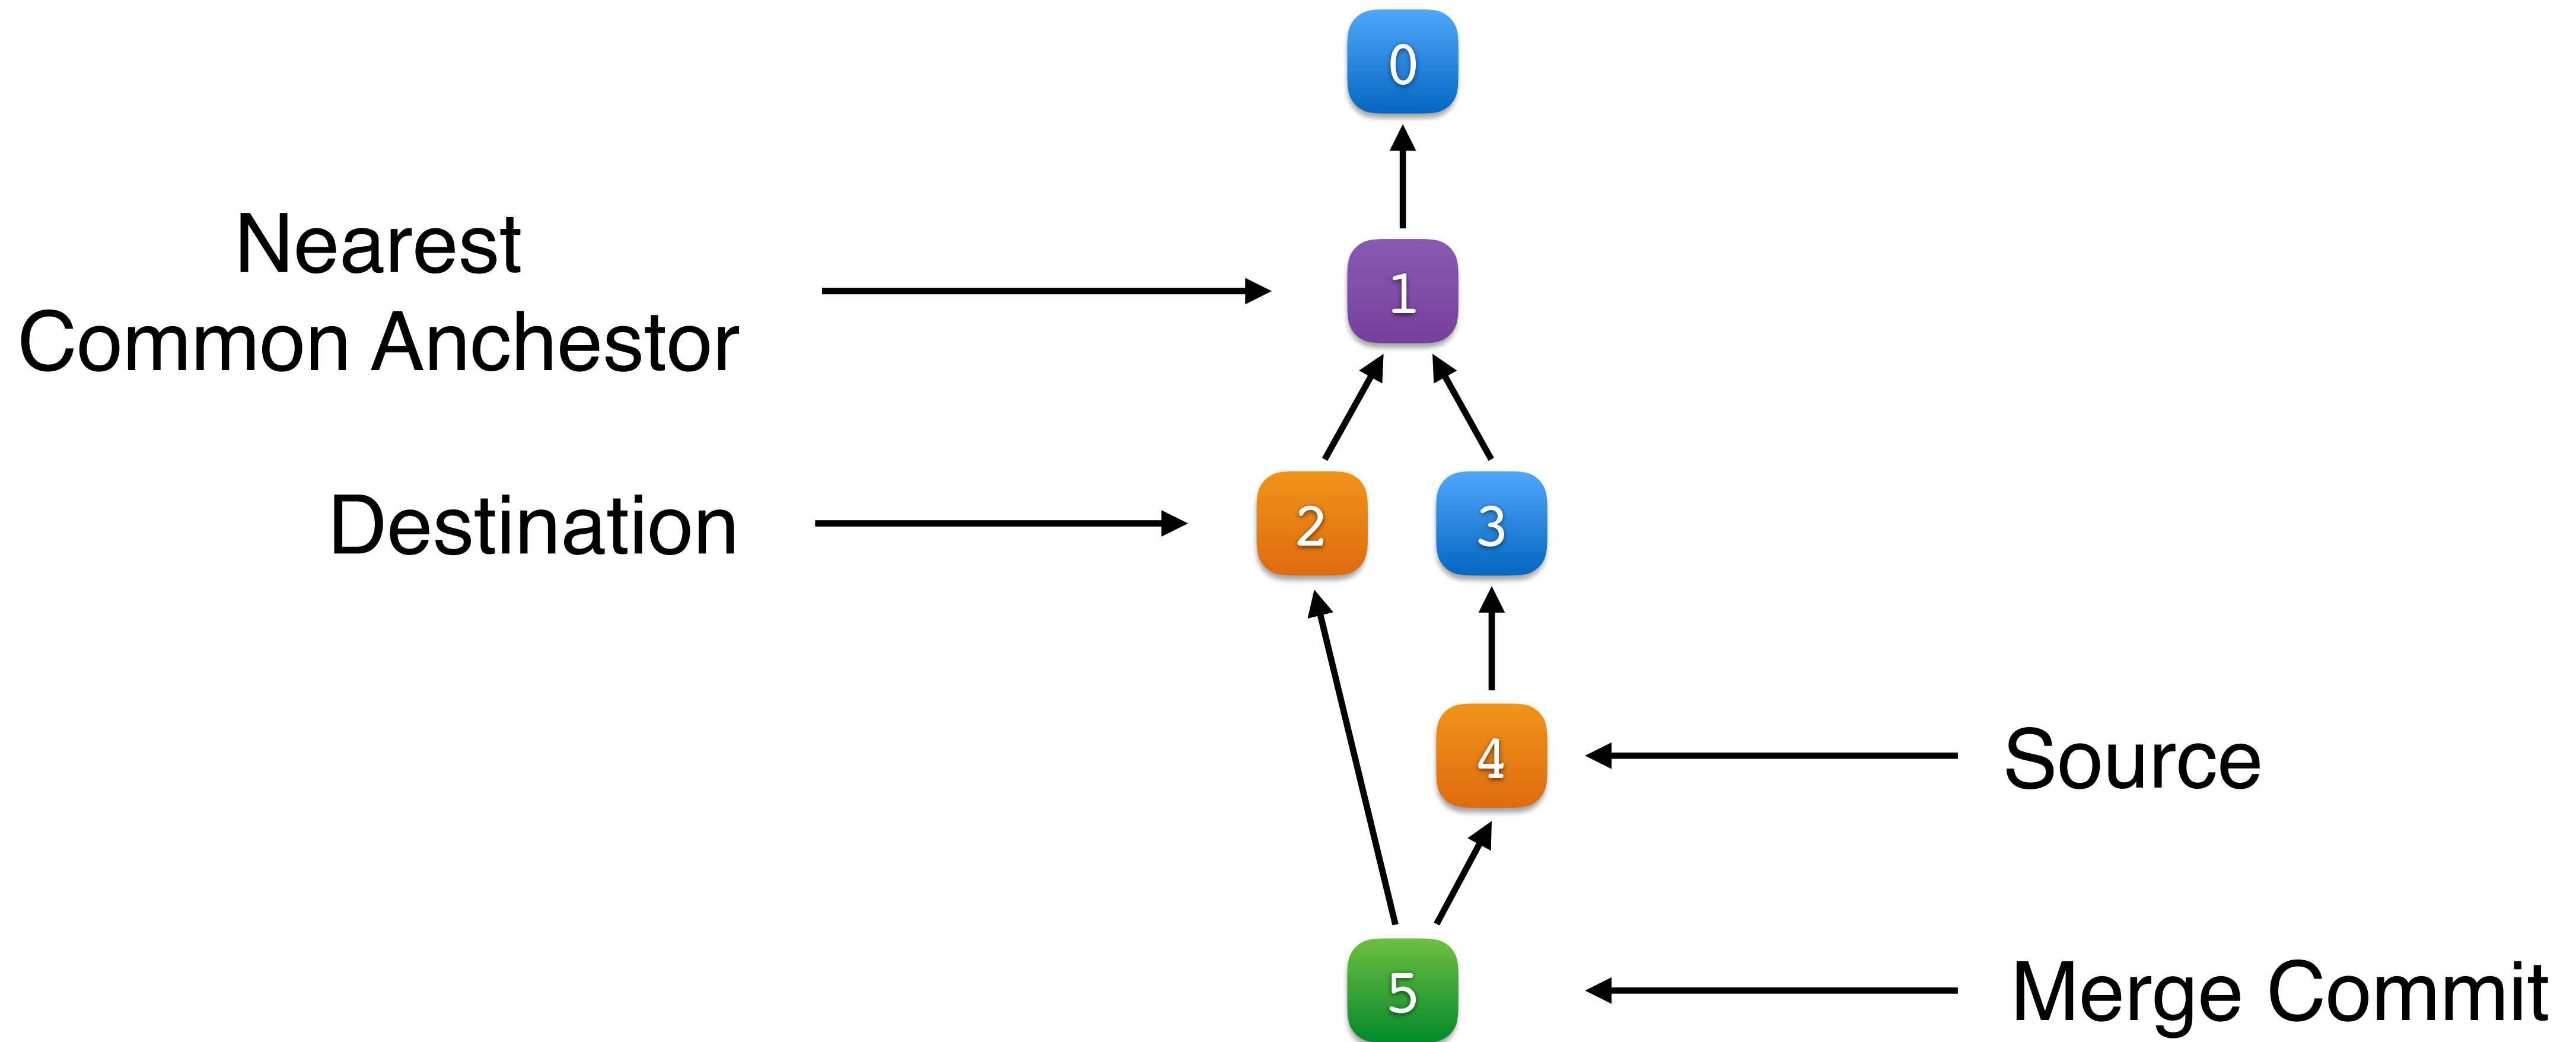 0
Nearest
Common Anchestor
1
Destination
2
3
4
Source
5
Merge Commit